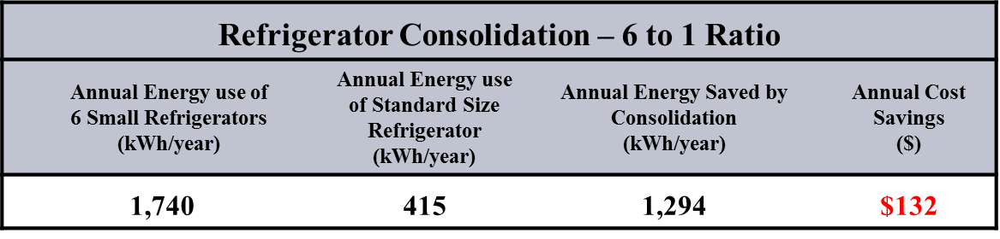 Refrigerator Consolidation – 6 to 1 Ratio
Annual Energy use of
6 Small Refrigerators
(kWh/year)
Annual Energy use
of Standard Size
Refrigerator
(kWh/year)
Annual Energy Saved by
Consolidation
(kWh/year)
Annual Cost
Savings
($)
1,740
415
1,294
$132